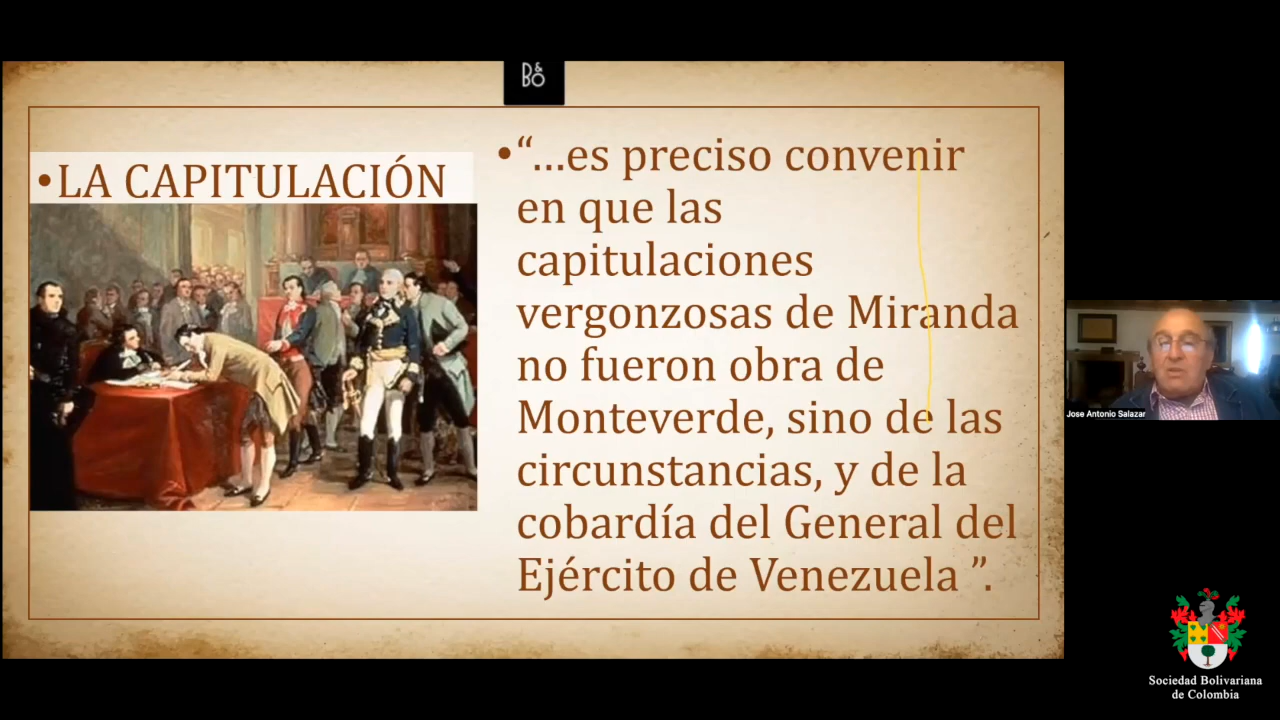 B&O
•LA CAPITULACIÓN
•“...es preciso convenir
en que las
capitulaciones
vergonzosas de Miranda
no fueron obra de
Monteverde, sino de las
circunstancias, y de la
cobardía del General del
Ejército de Venezuela ”.
Jose Antonio Salazar
Sociedad Bolivariana
de Colombia